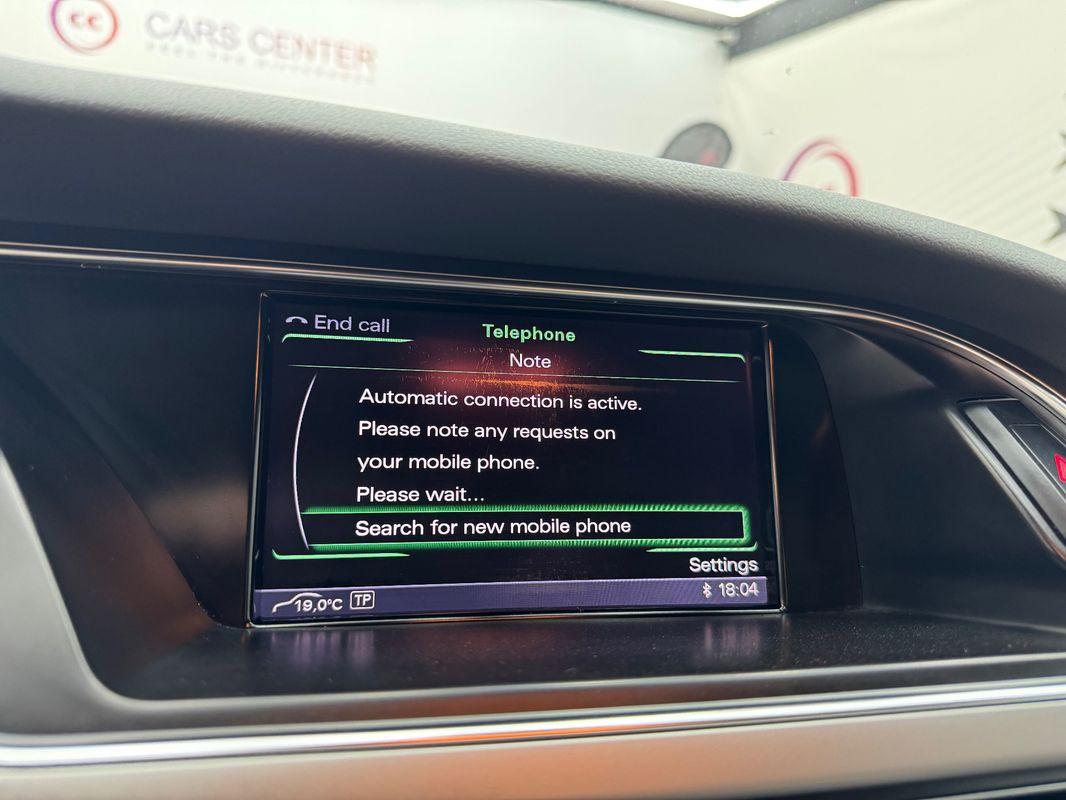 CC
CARS CENTER
End call
Telephone
Note
Automatic connection is active.
Please note any requests on
your mobile phone.
Please wait...
Search for new mobile phone
Settings
19,0°C TP
18:04